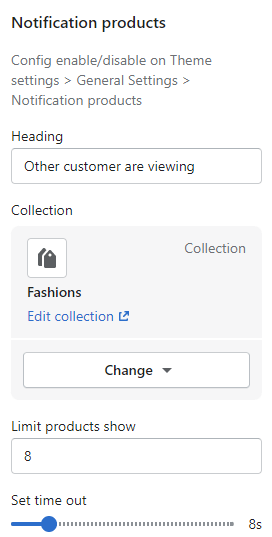 Notification products
Config enable/disable on Theme
settings > General Settings >
Notification products
Heading
Other customer are viewing
Collection
Collection
Fashions
Edit collection
Change
Limit products show
8
Set time out
8s